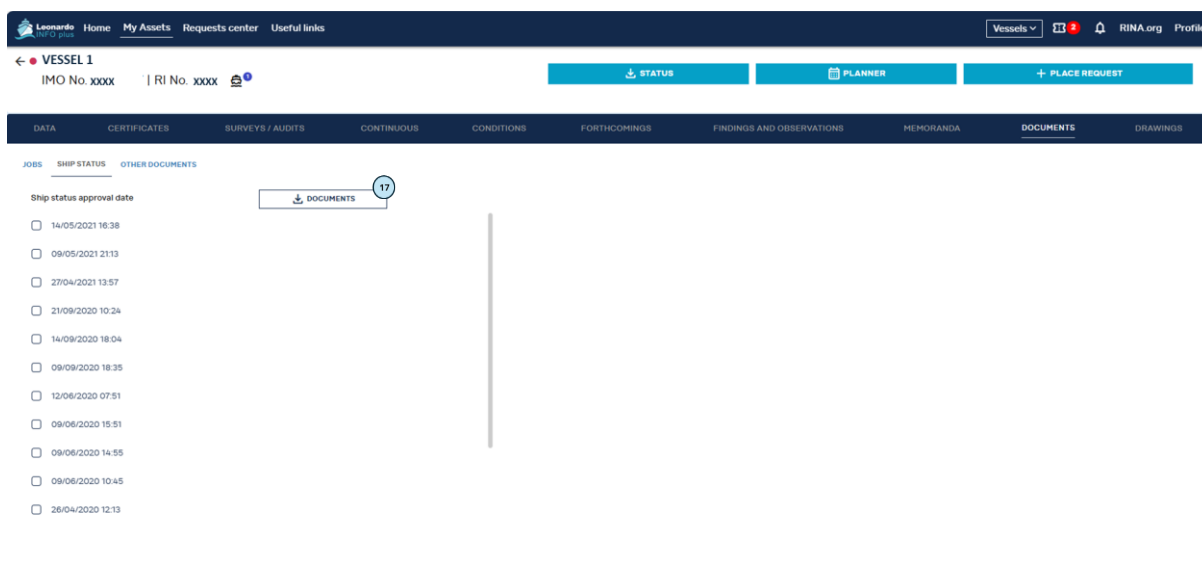 Leonardo INFO plus Home My Assets Requests center Useful links Vessels 2 RINA.org Profile
VESSEL 1
IMO No. xxxx | RI No. xxxx
STATUS PLANNER + PLACE REQUEST
DATA CERTIFICATES SURVEYS / AUDITS CONTINUOUS CONDITIONS FORTHCOMINGS FINDINGS AND OBSERVATIONS MEMORANDA DOCUMENTS DRAWINGS
JOBS SHIP STATUS OTHER DOCUMENTS
17
Ship status approval date DOCUMENTS
14/05/2021 16:38
09/05/2021 21:13
27/04/2021 13:57
21/09/2020 10:24
14/09/2020 18:04
09/09/2020 18:35
12/06/2020 07:51
09/06/2020 15:51
09/06/2020 14:55
09/06/2020 10:45
26/04/2020 12:13